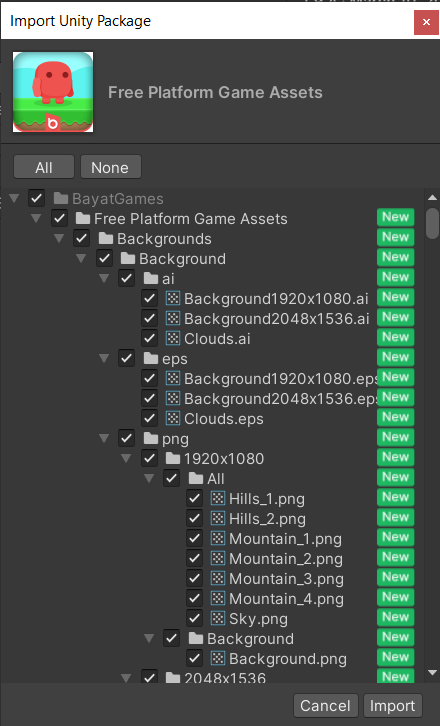 Import Unity Package
Free Platform Game Assets
All None
BayatGames
Free Platform Game Assets New
Backgrounds New
Background New
ai New
Background1920x1080.ai New
Background2048x1536.ai New
Clouds.ai New
eps New
Background1920x1080.eps New
Background2048x1536.eps New
Clouds.eps New
png New
1920x1080 New
All New
Hills_1.png New
Hills_2.png New
Mountain_1.png New
Mountain_2.png New
Mountain_3.png New
Mountain_4.png New
Sky.png New
Background New
Background.png New
2048x1536 New
Cancel Import